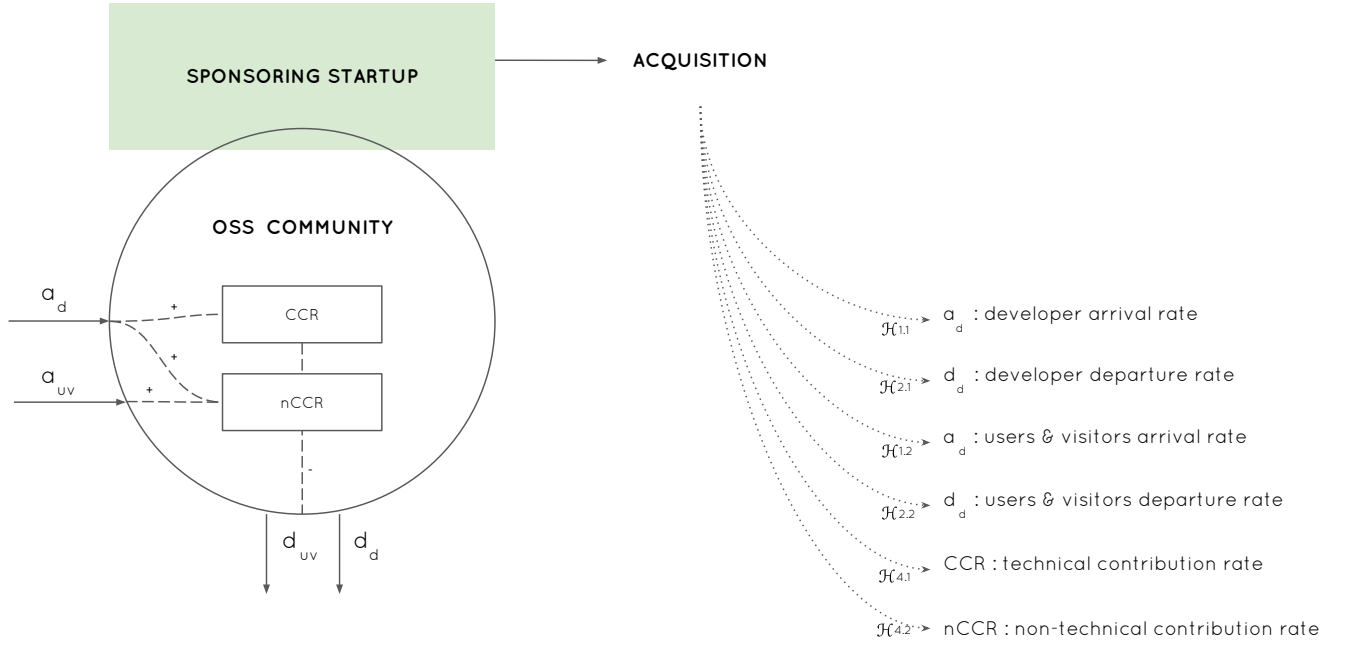 SPONSORING STARTUP
ACQUISITION
OSS COMMUNITY
a d
+
CCR
+
a uv
+
nCCR
-
d uv
d d
ℋ1.1 a d : developer arrival rate
ℋ2.1 d d : developer departure rate
ℋ1.2 a d : users & visitors arrival rate
ℋ2.2 d d : users & visitors departure rate
ℋ4.1 CCR : technical contribution rate
ℋ4.2 nCCR : non-technical contribution rate